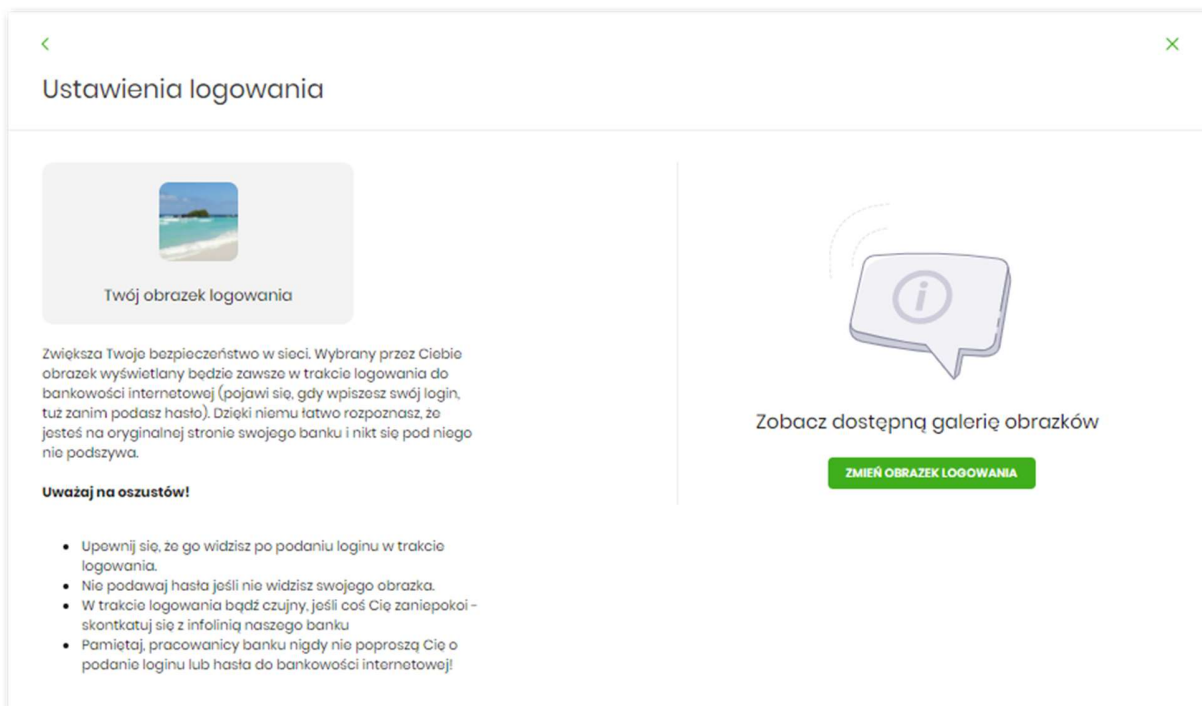 Ustawienia logowania
Twój obrazek logowania
Zwiększa Twoje bezpieczeństwo w sieci. Wybrany przez Ciebie
obrazek wyświetlany będzie zawsze w trakcie logowania do
bankowości internetowej (pojawi się, gdy wpiszesz swój login,
tuż zanim podasz hasło). Dzięki niemu łatwo rozpoznasz, że
jesteś na oryginalnej stronie swojego banku i nikt się pod niego
nie podszywa.
Uważaj na oszustów!
• Upewnij się, że go widzisz po podaniu loginu w trakcie
logowania.
• Nie podawaj hasła jeśli nie widzisz swojego obrazka.
• W trakcie logowania bądź czujny, jeśli coś Cię zaniepokoi -
skontkatuj się z infolinią naszego banku
• Pamiętaj, pracowanicy banku nigdy nie poproszą Cię o
podanie loginu lub hasła do bankowości internetowej!
i
Zobacz dostępną galerię obrazków
ZMIEŃ OBRAZEK LOGOWANIA